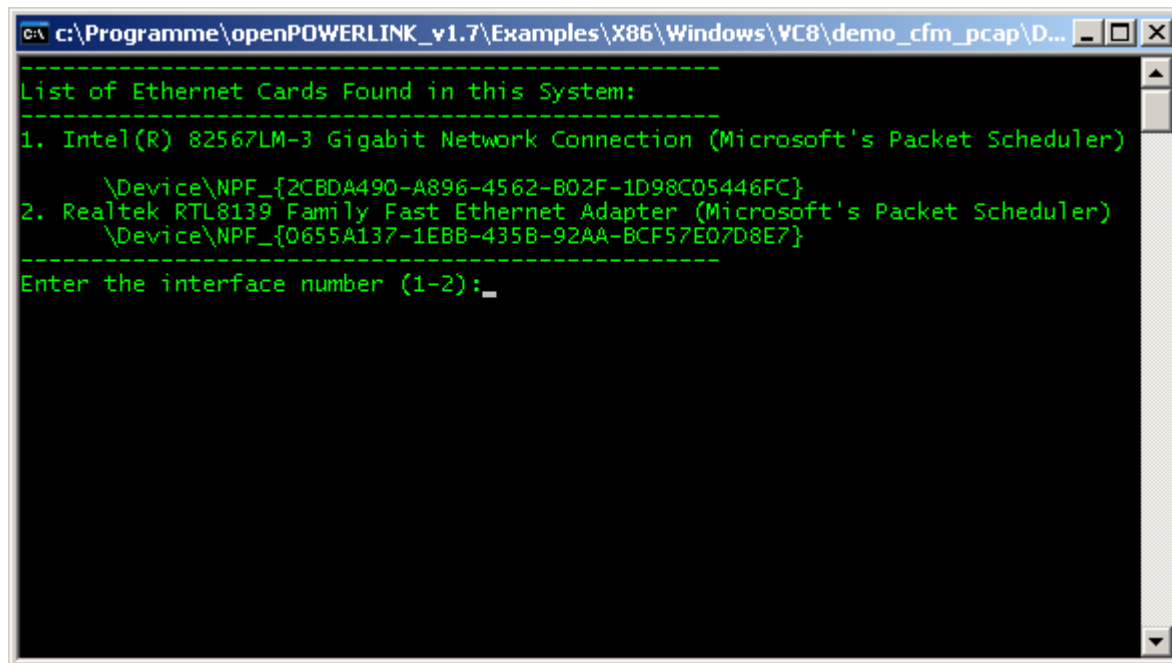 c:\Programme\openPOWERLINK_v1.7\Examples\X86\Windows\VC8\demo_cfm_pcap\D...
--------------------------------------------------
List of Ethernet Cards Found in this System:
--------------------------------------------------
1. Intel(R) 82567LM-3 Gigabit Network Connection (Microsoft's Packet Scheduler)
\Device\NPF_{2CBDA490-A896-4562-B02F-1D98C05446FC}
2. Realtek RTL8139 Family Fast Ethernet Adapter (Microsoft's Packet Scheduler)
\Device\NPF_{0655A137-1EBB-435B-92AA-BCF57E07D8E7}
--------------------------------------------------
Enter the interface number (1-2):_